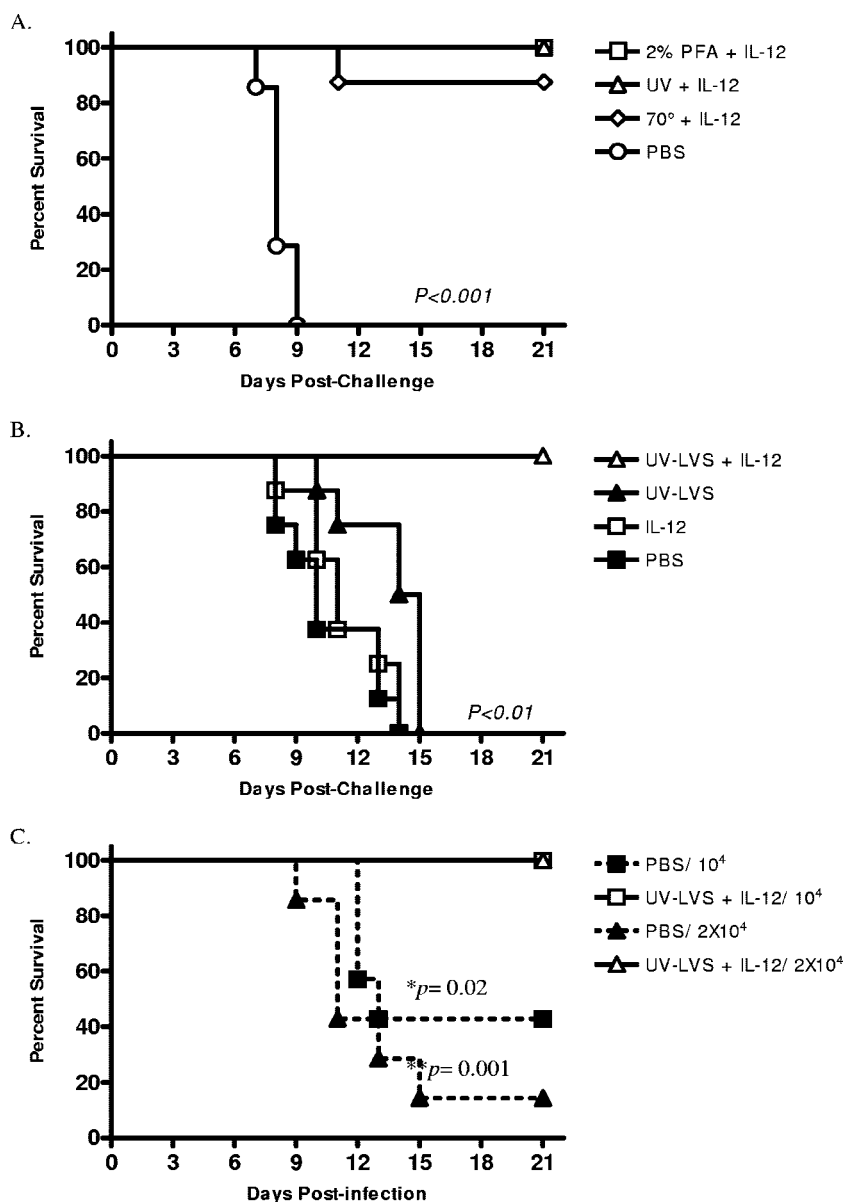 A.
100
80
60
40
20
0
Percent Survival
0 3 6 9 12 15 18 21
Days Post-Challenge
P<0.001
2% PFA + IL-12
UV + IL-12
70° + IL-12
PBS
B.
100
80
60
40
20
0
Percent Survival
0 3 6 9 12 15 18 21
Days Post-Challenge
P<0.01
UV-LVS + IL-12
UV-LVS
IL-12
PBS
C.
100
80
60
40
20
0
Percent Survival
0 3 6 9 12 15 18 21
Days Post-infection
*p= 0.02
**p= 0.001
PBS/ 10⁴
UV-LVS + IL-12/ 10⁴
PBS/ 2X10⁴
UV-LVS + IL-12/ 2X10⁴